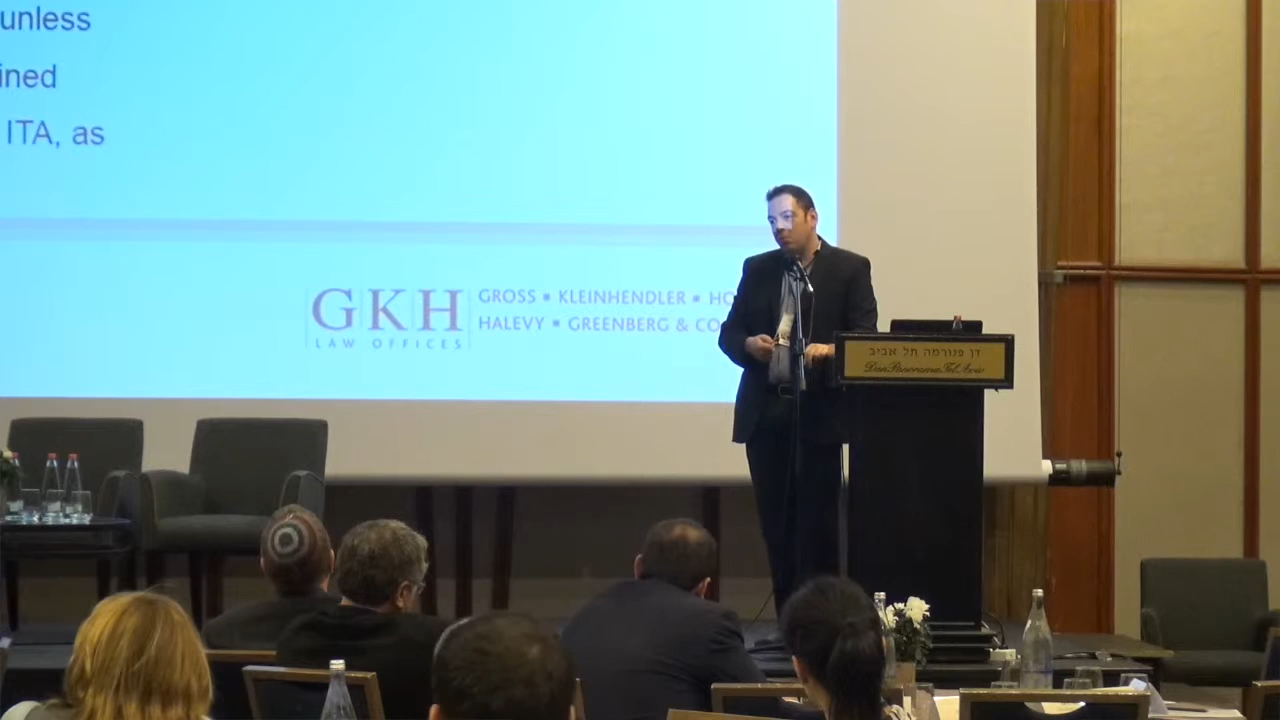 unless
ined
ITA, as
GKH
LAW OFFICES
GROSS ▪ KLEINHENDLER ▪ HO
HALEVY ▪ GREENBERG & CO
דן פנורמה תל אביב
Dan Panorama Tel Aviv